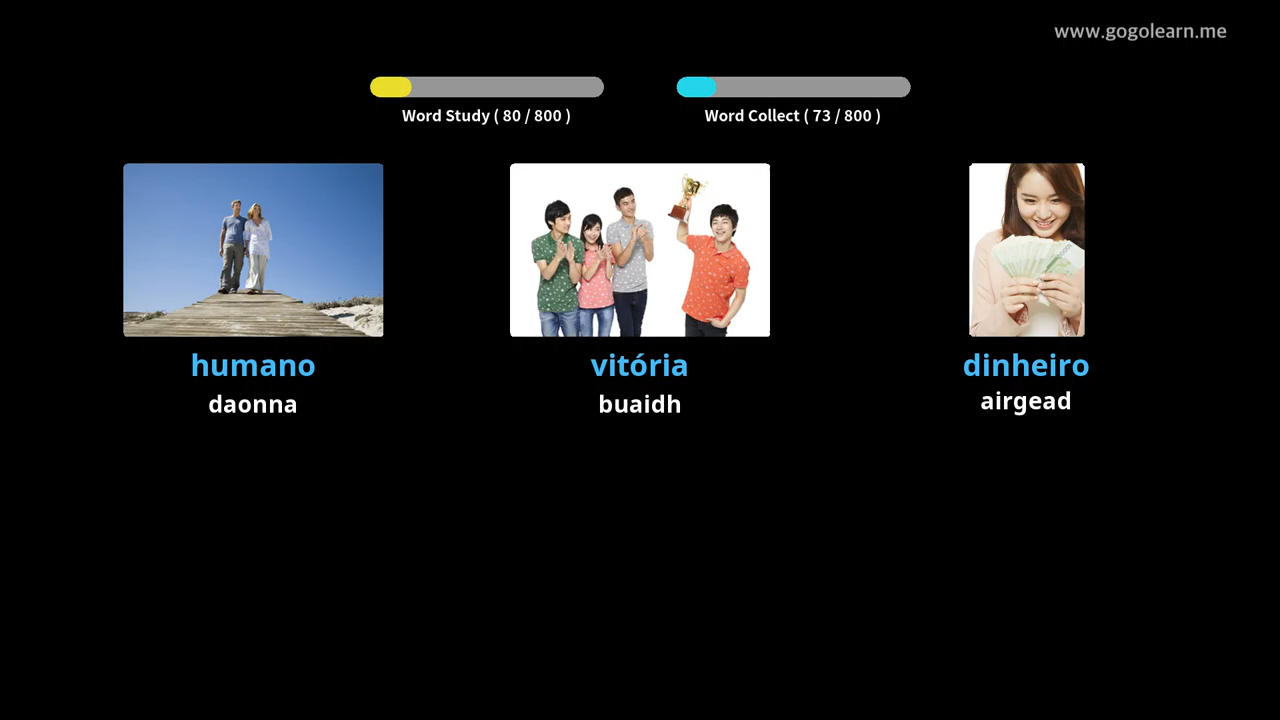 www.gogolearn.me
Word Study ( 80 / 800 )
Word Collect ( 73 / 800 )
humano
vitória
dinheiro
daonna
buaidh
airgead